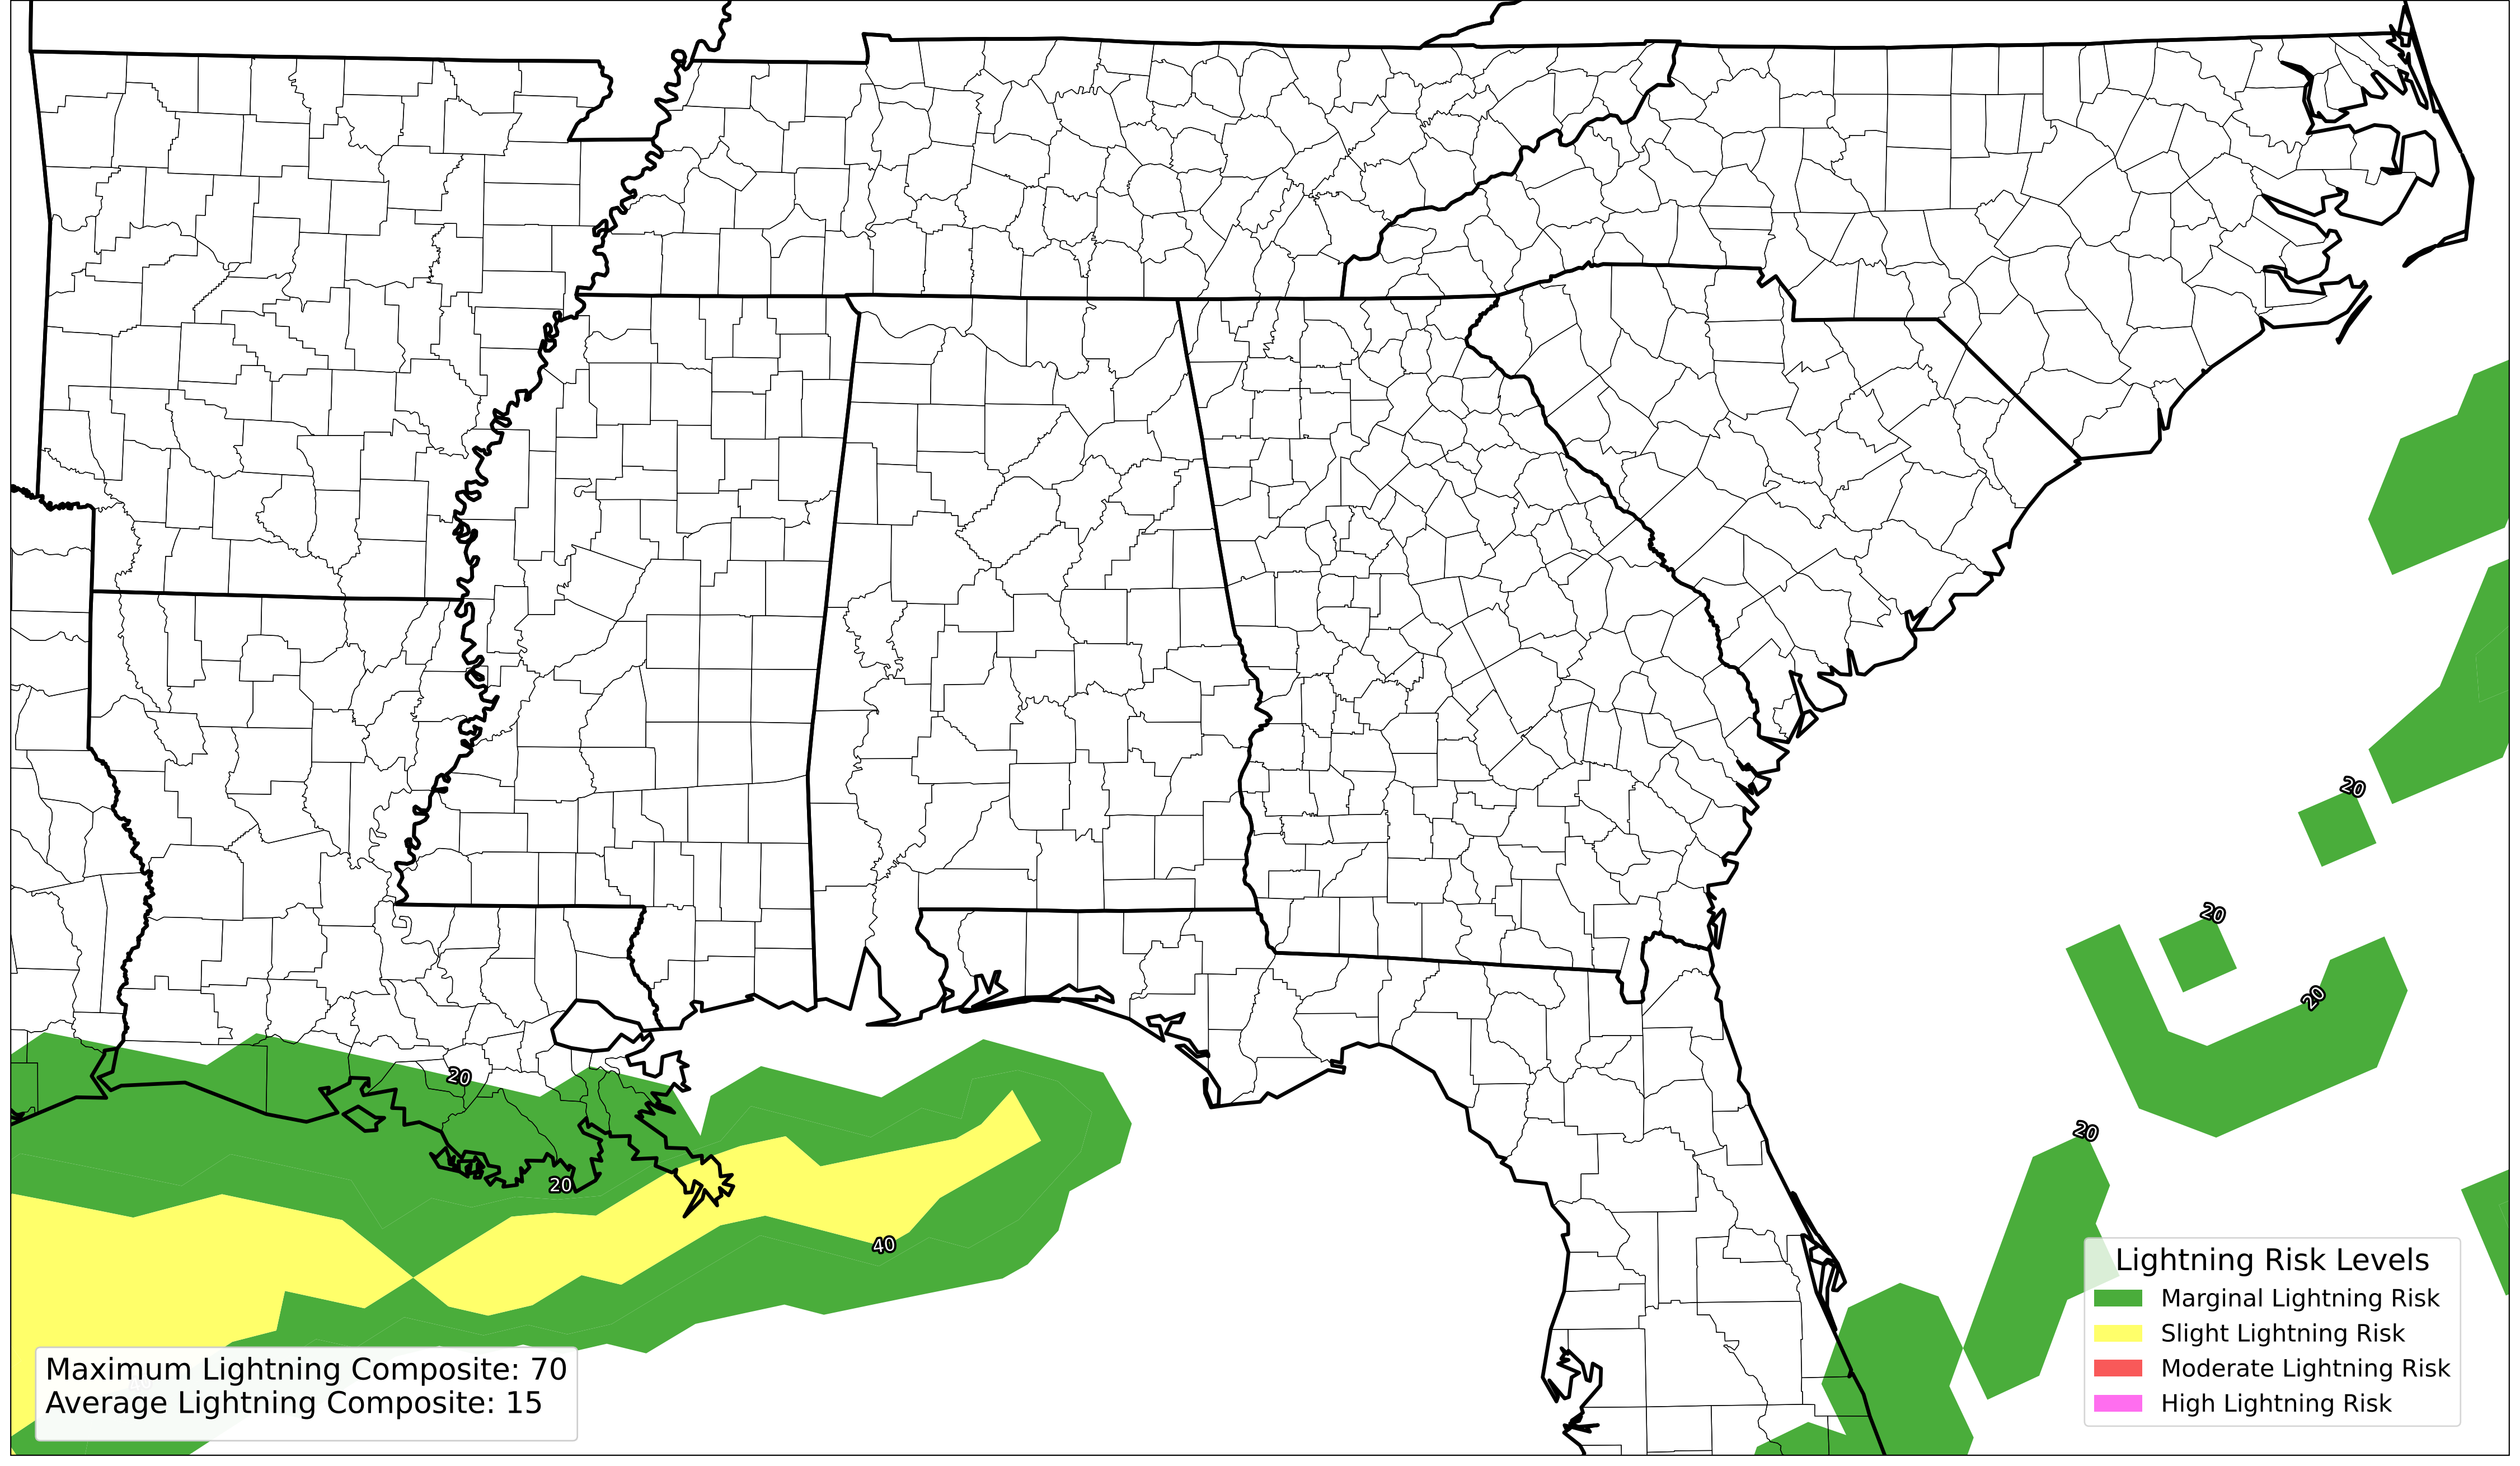 20
20
20
20
20
20
40
Lightning Risk Levels
Marginal Lightning Risk
Slight Lightning Risk
Moderate Lightning Risk
High Lightning Risk
Maximum Lightning Composite: 70
Average Lightning Composite: 15